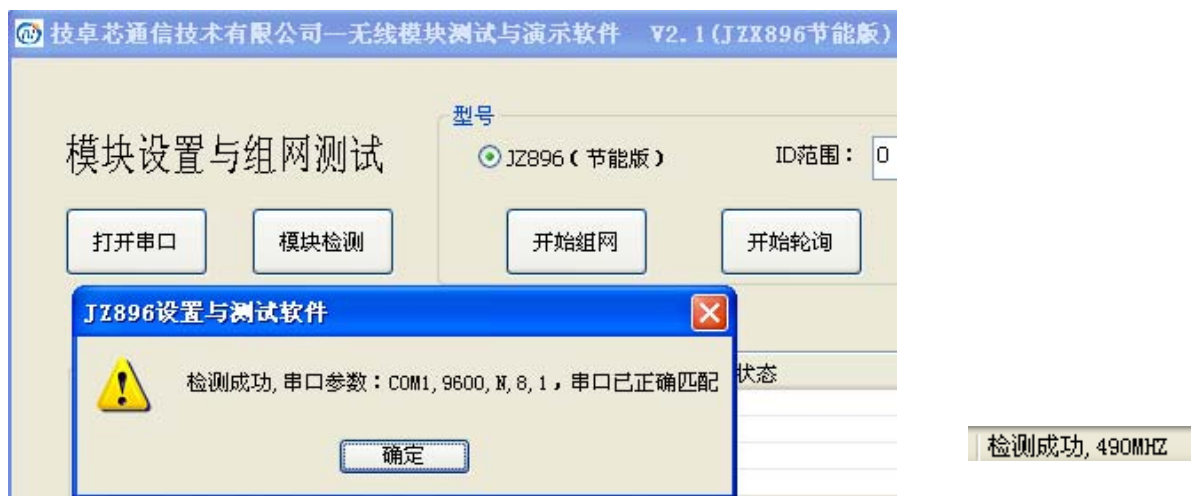 技卓芯通信技术有限公司—无线模块测试与演示软件 V2.1(JZX896节能版)
模块设置与组网测试
型号
JZ896(节能版)
ID范围： 0
打开串口
模块检测
开始组网
开始轮询
JZ896设置与测试软件
检测成功,串口参数：COM1,9600,N,8,1，串口已正确匹配
状态
确定
检测成功,490MHZ